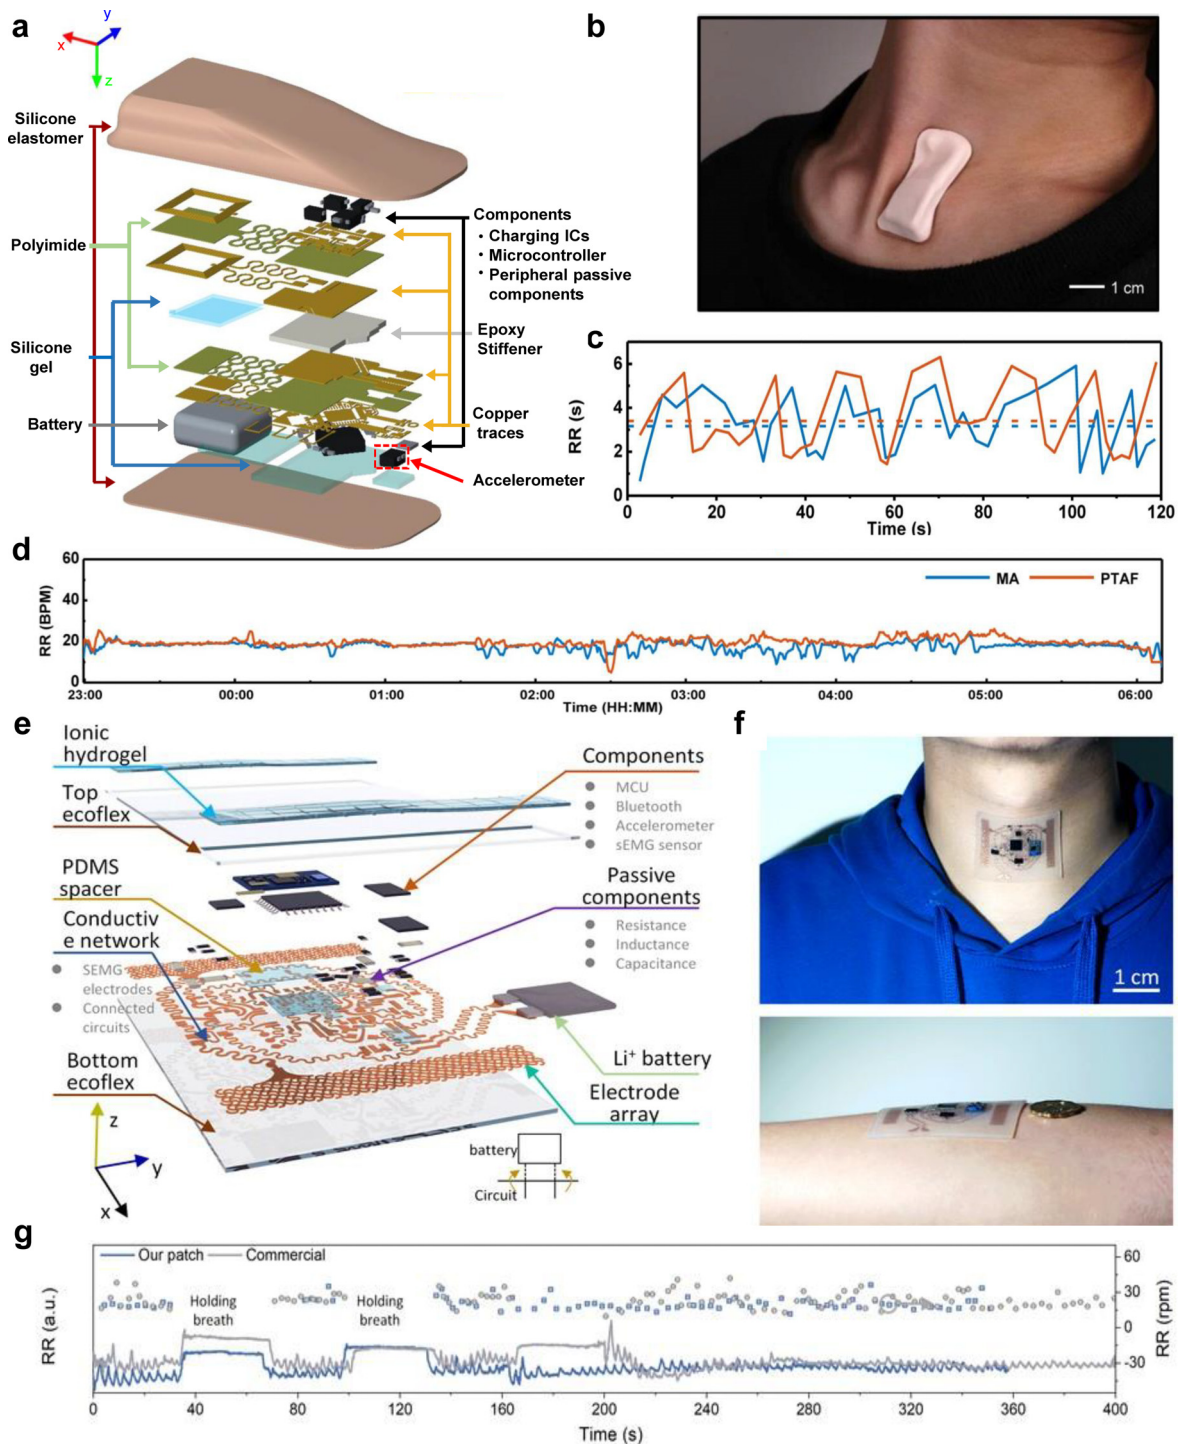 a
x
y
z
Silicone
elastomer
Polyimide
Silicone
gel
Battery
Components
· Charging ICs
· Microcontroller
· Peripheral passive
components
Epoxy
Stiffener
Copper
traces
Accelerometer
b
1 cm
c
RR (s)
6
4
2
0
0
20
40
60
80
100
120
Time (s)
d
RR (BPM)
60
40
20
0
MA
PTAF
23:00
00:00
01:00
02:00
03:00
04:00
05:00
06:00
Time (HH:MM)
e
Ionic
hydrogel
Top
ecoflex
PDMS
spacer
Conductiv
e network
SEMG
electrodes
Connected
circuits
Bottom
ecoflex
z
y
x
Components
MCU
Bluetooth
Accelerometer
sEMG sensor
Passive
components
Resistance
Inductance
Capacitance
Li⁺ battery
Electrode
array
battery
Circuit
f
1 cm
g
Our patch
Commercial
Holding
breath
Holding
breath
RR (a.u.)
60
30
0
-30
RR (rpm)
0
40
80
120
160
200
240
280
320
360
400
Time (s)